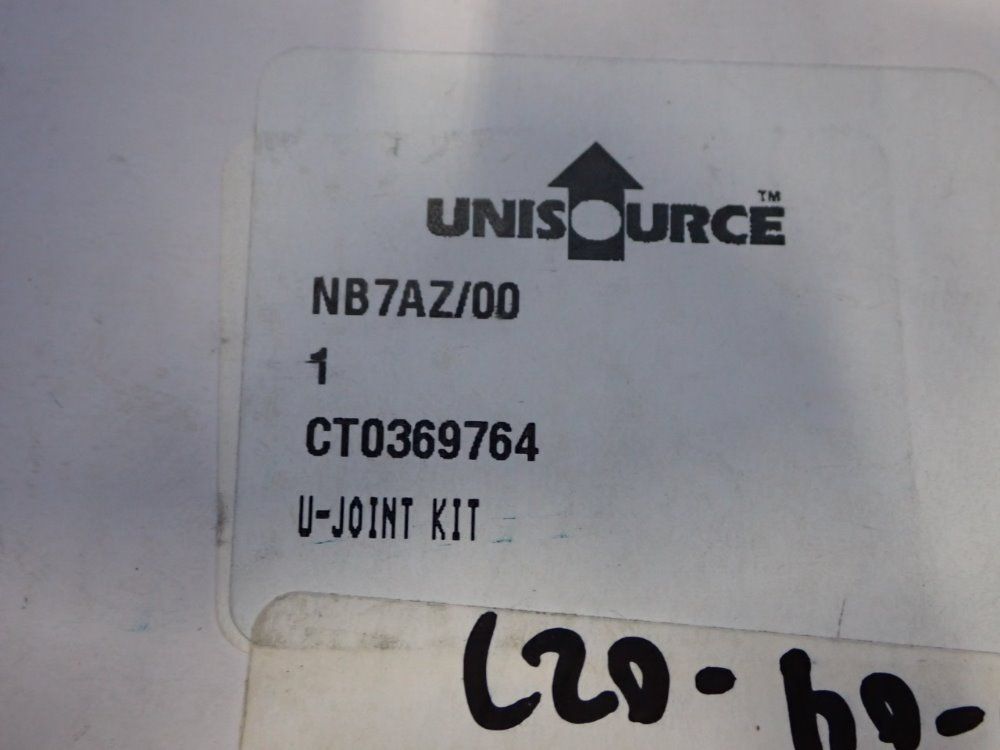 UNISOURCE™
NB7AZ/00
1
CT0369764
U-JOINT KIT